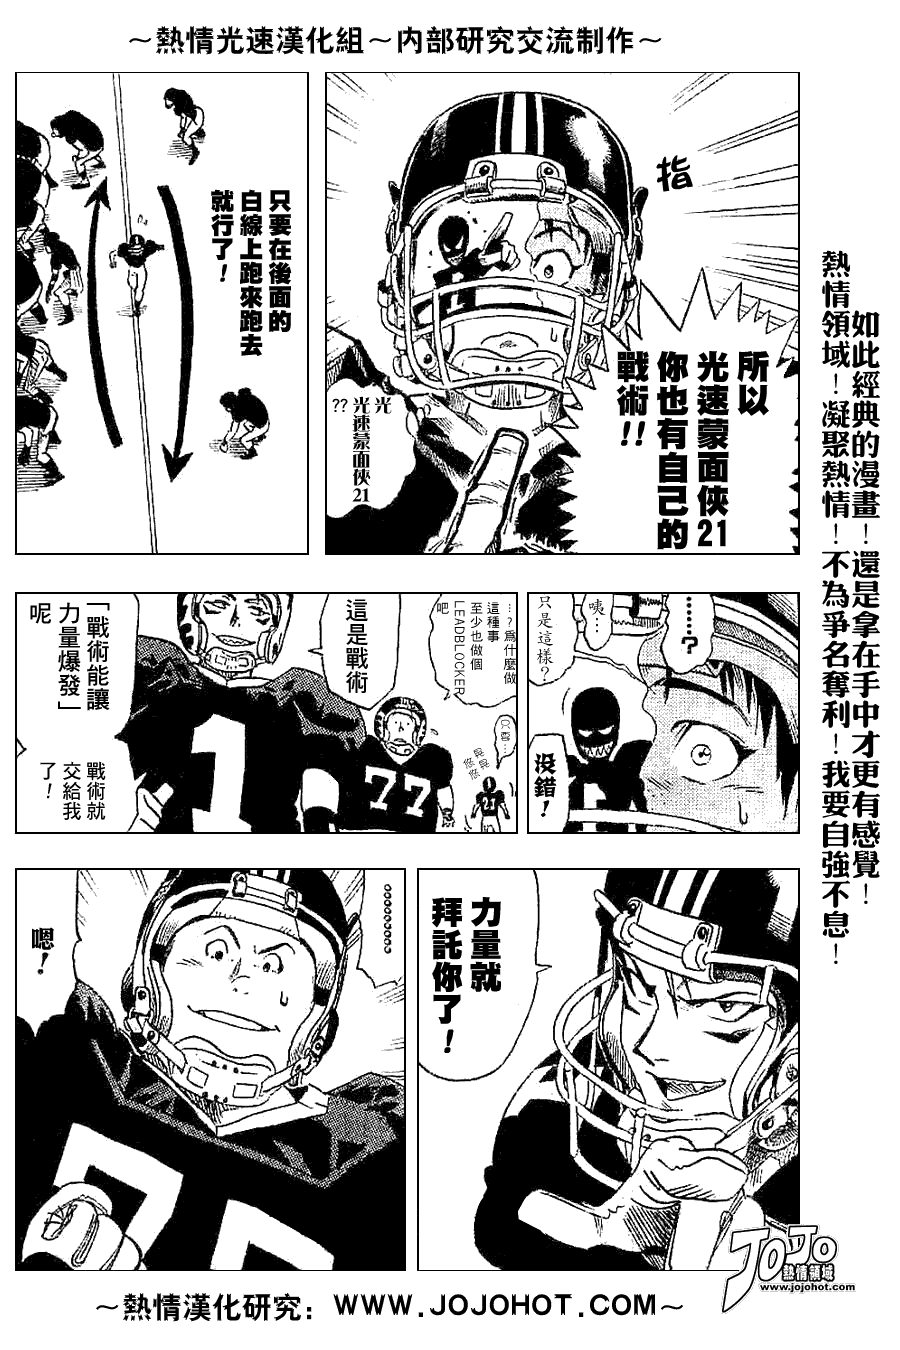 ～熱情光速漢化組～内部研究交流制作～
指
所以
光速蒙面俠21
你也有自己的
戰術!!
光
光速蒙面俠21
??
只要在後面的
白線上跑來跑去
就行了！
……?
咦…
只是這樣?
没錯！
…？爲什麼做
這種事
至少也做個
LEADBLOCKER
吧
這是戰術
「戰術能讓
力量爆發」
呢
戰術就
交給我
了！
力量就
拜託你了！
…………
嗯！
如此經典的漫畫！還是拿在手中才更有感覺！
熱情領域！凝聚熱情！不為爭名奪利！我要自強不息！
1
77
21
JOJO
熱情領域
www.jojohot.com
～熱情漢化研究：WWW.JOJOHOT.COM～